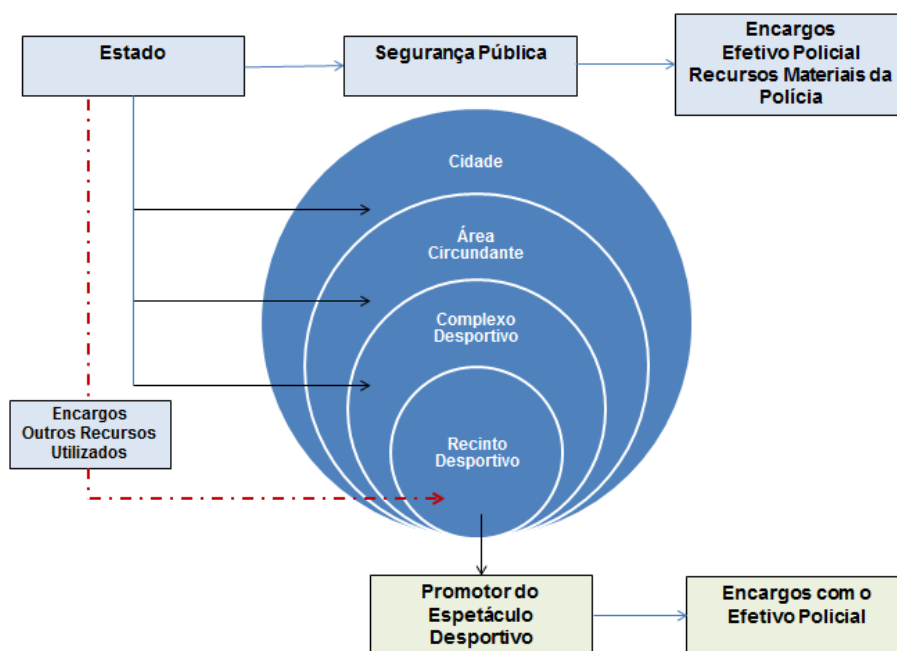 Estado
Segurança Pública
Encargos
Efetivo Policial
Recursos Materiais da
Polícia
Cidade
Área
Circundante
Complexo
Desportivo
Encargos
Outros Recursos
Utilizados
Recinto
Desportivo
Promotor do
Espetáculo
Desportivo
Encargos com o
Efetivo Policial